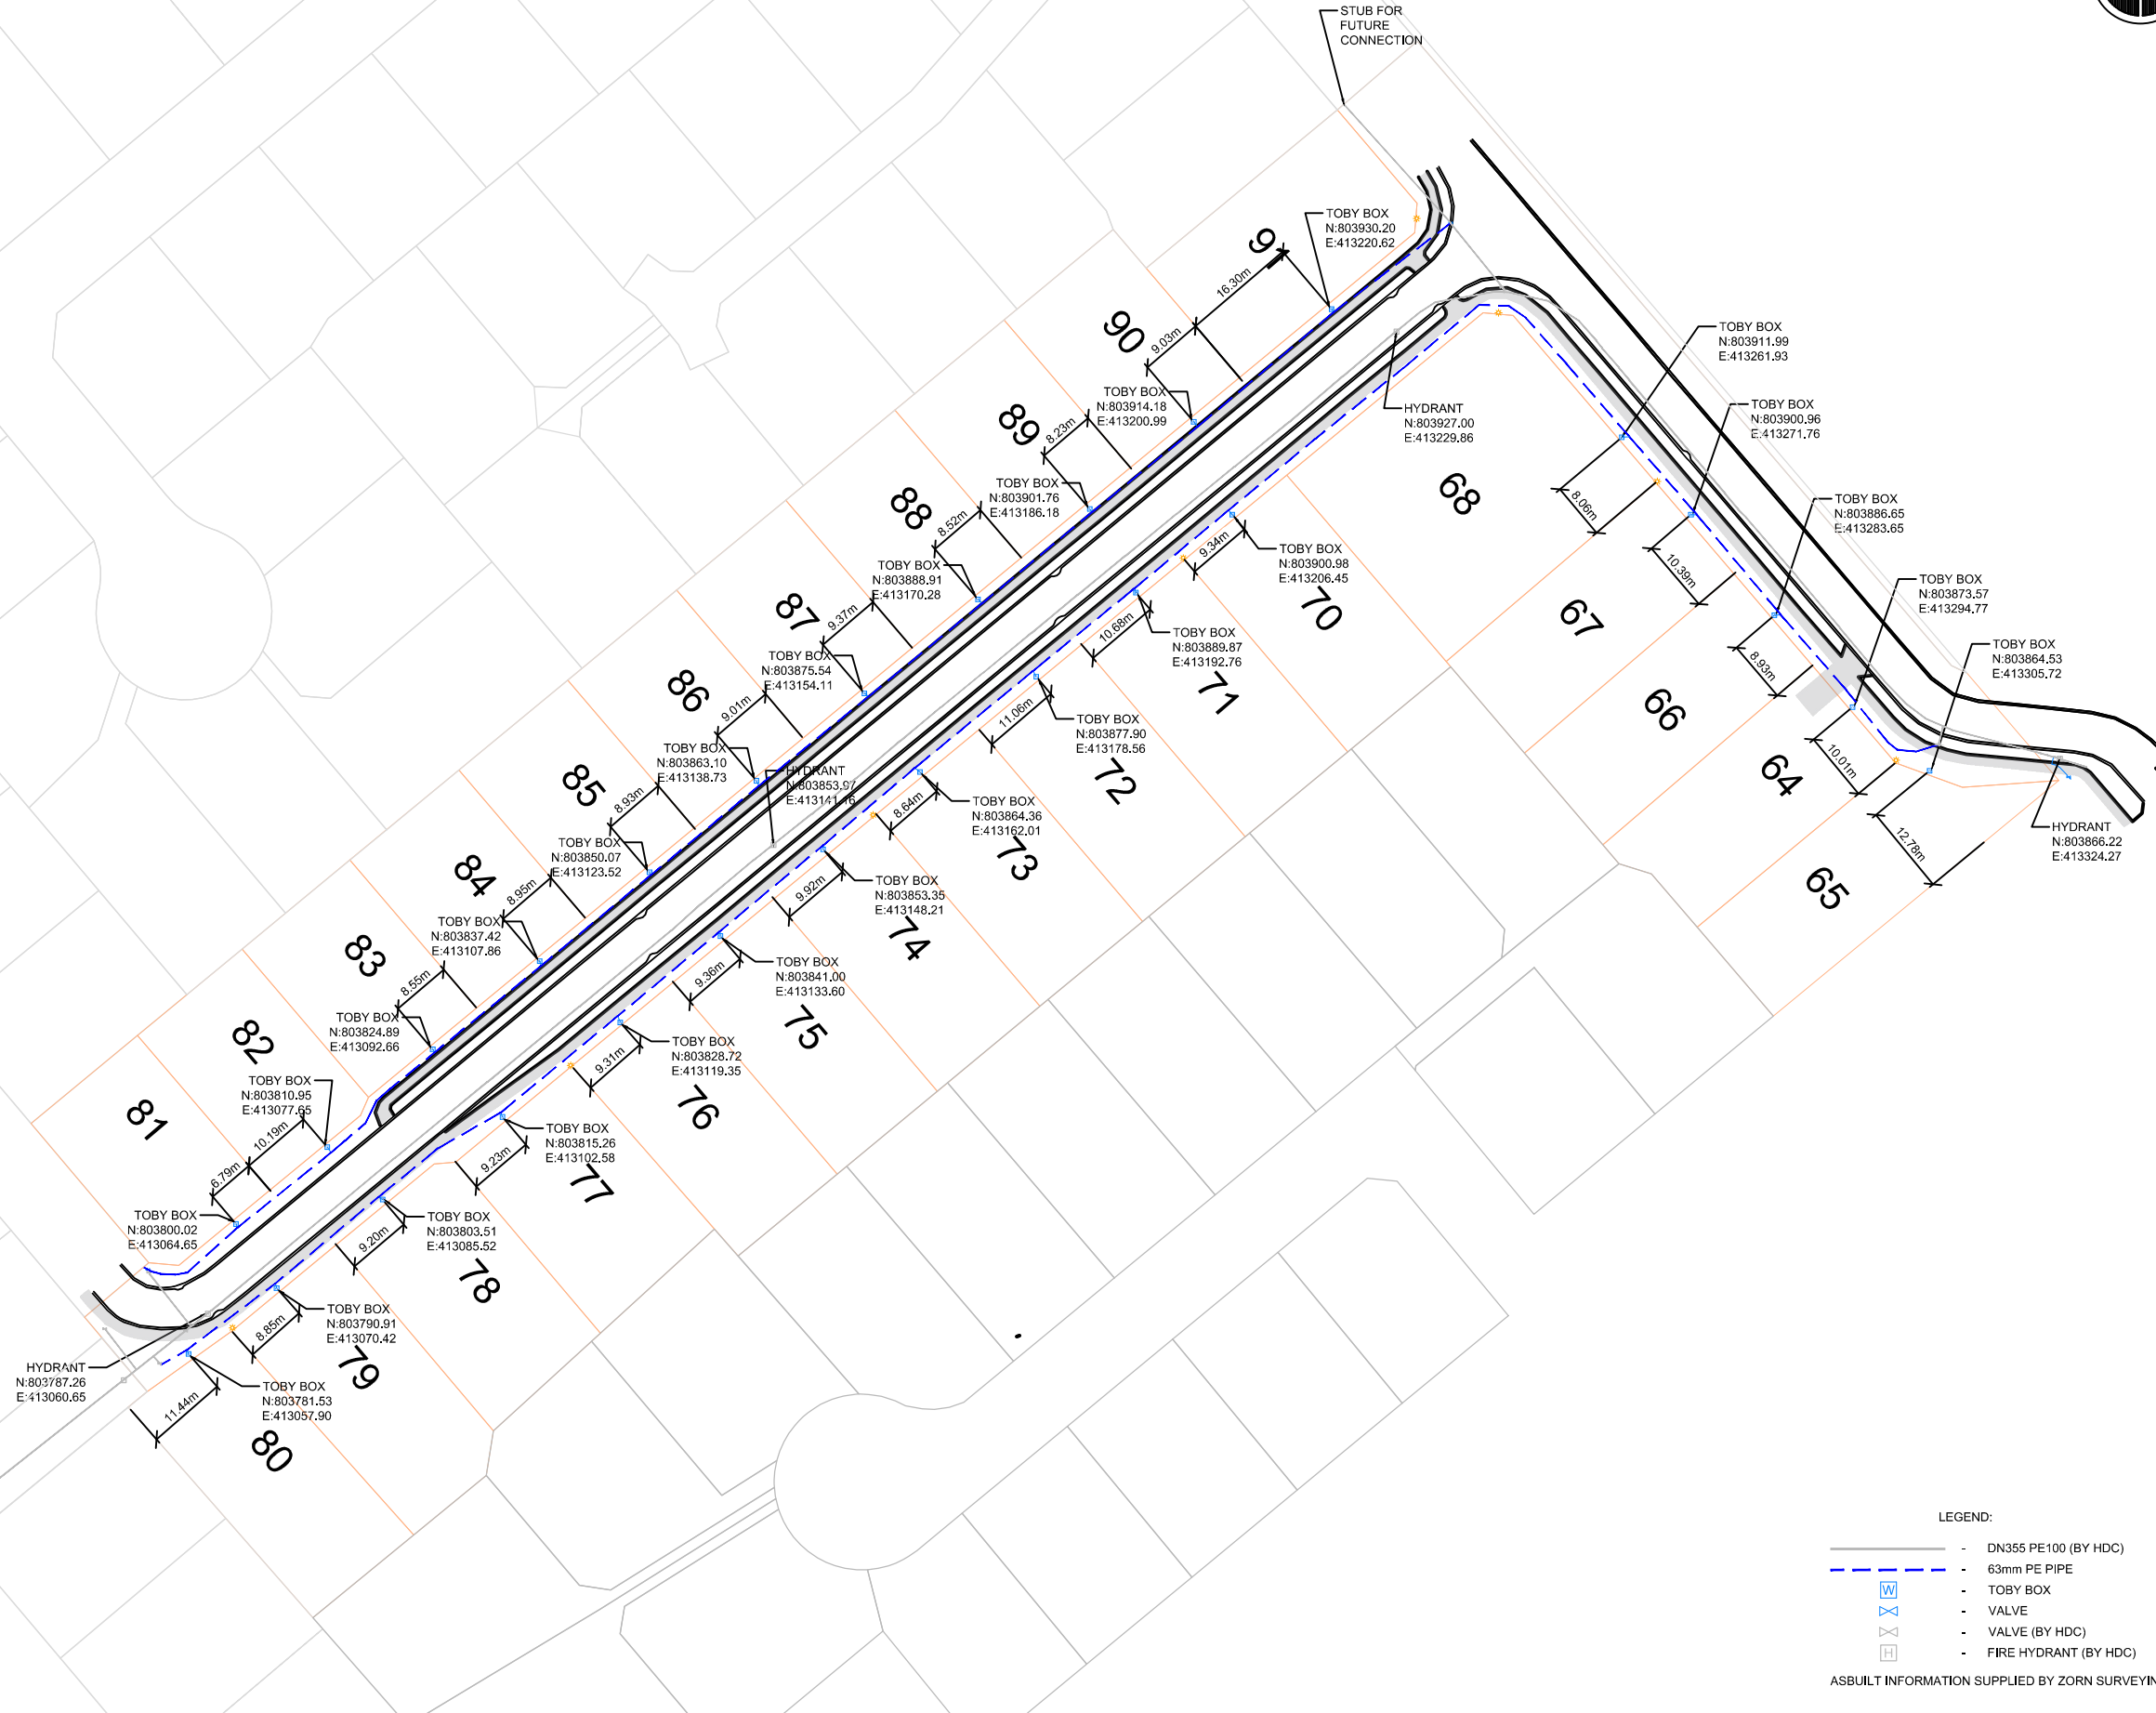 STUB FOR
FUTURE
CONNECTION
TOBY BOX
N:803930.20
E:413220.62
91
16.30m
90
9.03m
TOBY BOX
N:803914.18
E:413200.99
89
8.23m
TOBY BOX
N:803901.76
E:413186.18
88
8.52m
TOBY BOX
N:803888.91
E:413170.28
87
9.37m
TOBY BOX
N:803875.54
E:413154.11
86
9.01m
TOBY BOX
N:803863.10
E:413138.73
85
8.93m
TOBY BOX
N:803850.07
E:413123.52
84
8.95m
TOBY BOX
N:803837.42
E:413107.86
83
8.55m
TOBY BOX
N:803824.89
E:413092.66
82
TOBY BOX
N:803810.95
E:413077.65
81
10.19m
6.79m
TOBY BOX
N:803800.02
E:413064.65
HYDRANT
N:803853.97
E:413141.16
HYDRANT
N:803927.00
E:413229.86
TOBY BOX
N:803911.99
E:413261.93
TOBY BOX
N:803900.96
E:413271.76
TOBY BOX
N:803886.65
E:413283.65
TOBY BOX
N:803873.57
E:413294.77
TOBY BOX
N:803864.53
E:413305.72
HYDRANT
N:803866.22
E:413324.27
68
8.06m
67
10.39m
66
8.93m
64
10.01m
65
12.78m
9.34m
TOBY BOX
N:803900.98
E:413206.45
70
10.68m
TOBY BOX
N:803889.87
E:413192.76
71
11.06m
TOBY BOX
N:803877.90
E:413178.56
72
8.64m
TOBY BOX
N:803864.36
E:413162.01
73
9.92m
TOBY BOX
N:803853.35
E:413148.21
74
9.36m
TOBY BOX
N:803841.00
E:413133.60
75
9.31m
TOBY BOX
N:803828.72
E:413119.35
76
9.23m
TOBY BOX
N:803815.26
E:413102.58
77
9.20m
TOBY BOX
N:803803.51
E:413085.52
78
8.85m
TOBY BOX
N:803790.91
E:413070.42
79
11.44m
TOBY BOX
N:803781.53
E:413057.90
80
HYDRANT
N:803787.26
E:413060.65
LEGEND:
- DN355 PE100 (BY HDC)
- 63mm PE PIPE
W - TOBY BOX
- VALVE
- VALVE (BY HDC)
H - FIRE HYDRANT (BY HDC)
ASBUILT INFORMATION SUPPLIED BY ZORN SURVEYIN